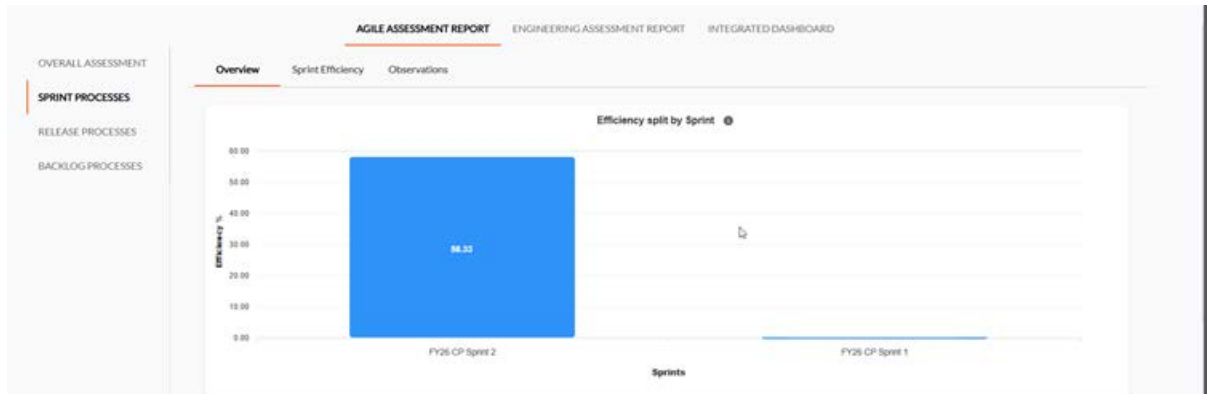 AGILE ASSESSMENT REPORT ENGINEERING ASSESSMENT REPORT INTEGRATED DASHBOARD
OVERALL ASSESSMENT
SPRINT PROCESSES
RELEASE PROCESSES
BACKLOG PROCESSES
Overview Sprint Efficiency Observations
Efficiency split by Sprint
Efficiency %
60.00
50.00
40.00
30.00
20.00
10.00
0.00
58.33
FY26 CP Sprint 2 FY26 CP Sprint 1
Sprints